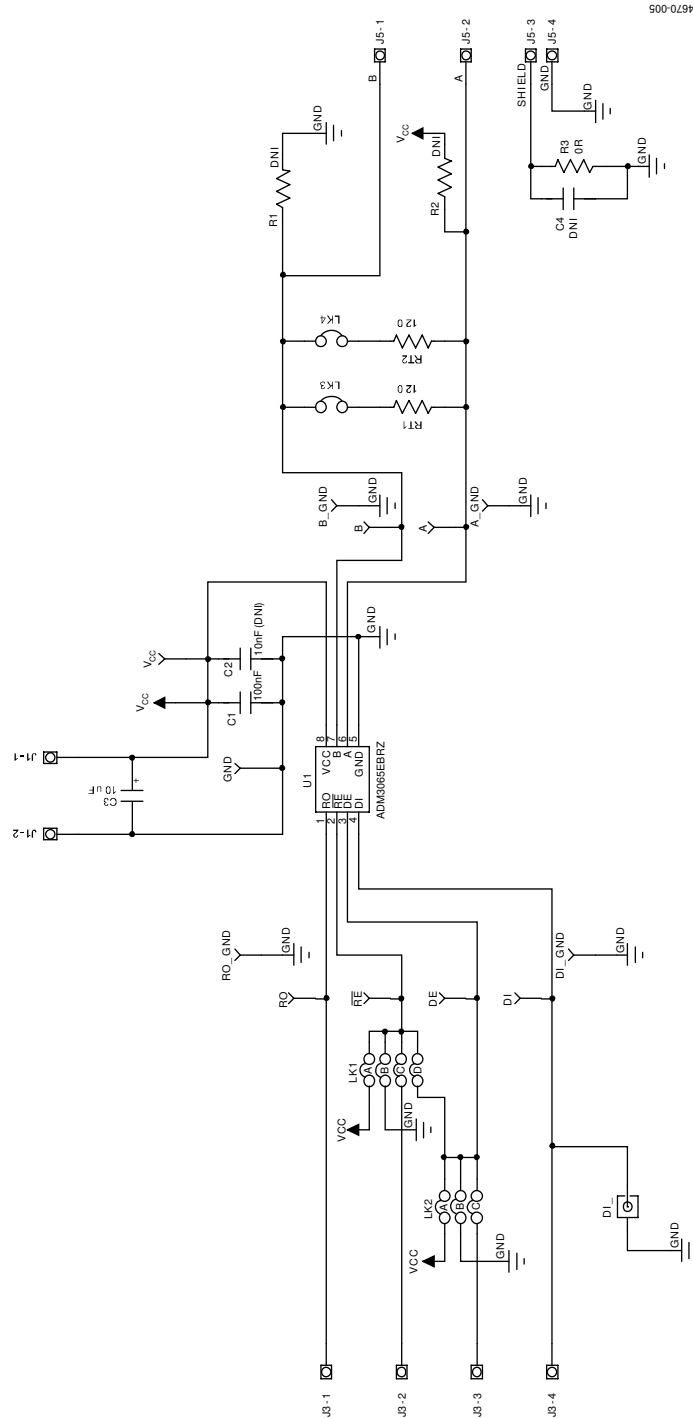 4670-005
J5-1
J5-2
J5-3
J5-4
B
A
SHIELD
GND
GND
DNI
GND
R1
VCC
DNI
R2
R3
0R
C4
DNI
GND
LK4
120
RT2
LK3
120
RT1
B_GND
GND
B
A
A_GND
GND
VCC
10nF (DNI)
C2
VCC
100nF
C1
GND
J1-1
+
10uF
C3
J1-2
GND
8
7
6
5
VCC
B
A
GND
U1
ADM3065EBRZ
RO
RE
DE
DI
1
2
3
4
RO_GND
GND
RO
RE
DE
DI
DI_GND
GND
LK1
A
B
C
D
VCC
GND
LK2
A
B
C
VCC
GND
DI_
GND
J3-1
J3-2
J3-3
J3-4